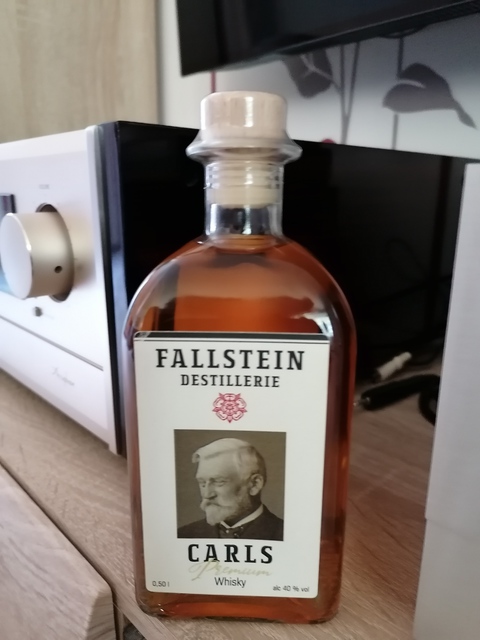 FALLSTEIN
DESTILLERIE
CARLS
Premium
Whisky
0,50 l
alc 40 % vol